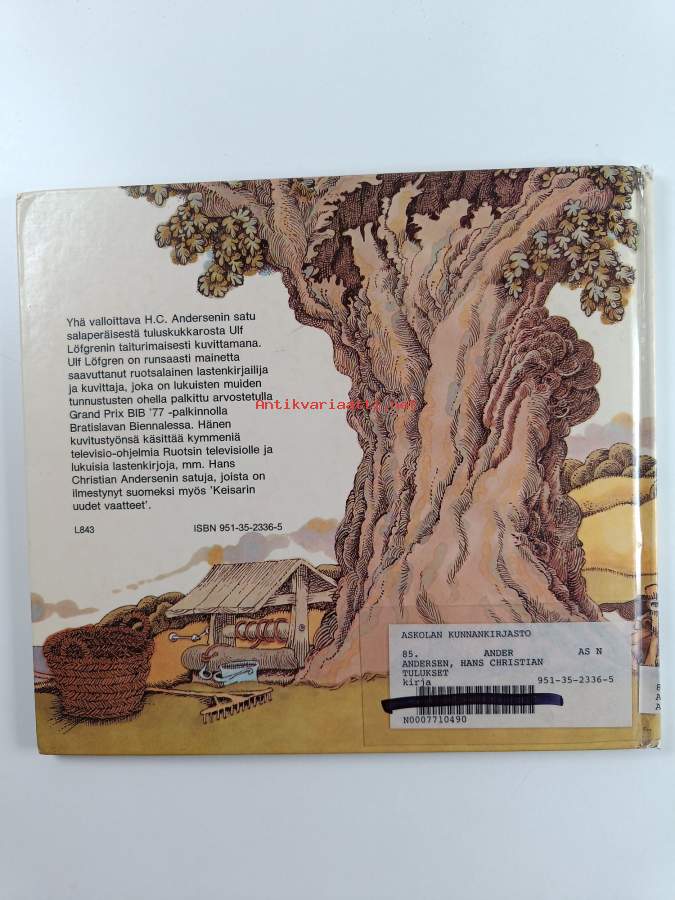 Yhä valloittava H.C. Andersenin satu
salaperäisestä tuluskukkarosta Ulf
Löfgrenin taiturimaisesti kuvittamana.
Ulf Löfgren on runsaasti mainetta
saavuttanut ruotsalainen lastenkirjailija
ja kuvittaja, joka on lukuisten muiden
tunnustusten ohella palkittu arvostetulla
Grand Prix BIB '77 -palkinnolla
Bratislavan Biennalessa. Hänen
kuvitustyönsä käsittää kymmeniä
televisio-ohjelmia Ruotsin televisiolle ja
lukuisia lastenkirjoja, mm. Hans
Christian Andersenin satuja, joista on
ilmestynyt suomeksi myös 'Keisarin
uudet vaatteet'.
L843 ISBN 951-35-2336-5
Antikvariaatti.net
ASKOLAN KUNNANKIRJASTO
85. ANDER AS N
ANDERSEN, HANS CHRISTIAN
TULUKSET
kirja 951-35-2336-5
N0007710490